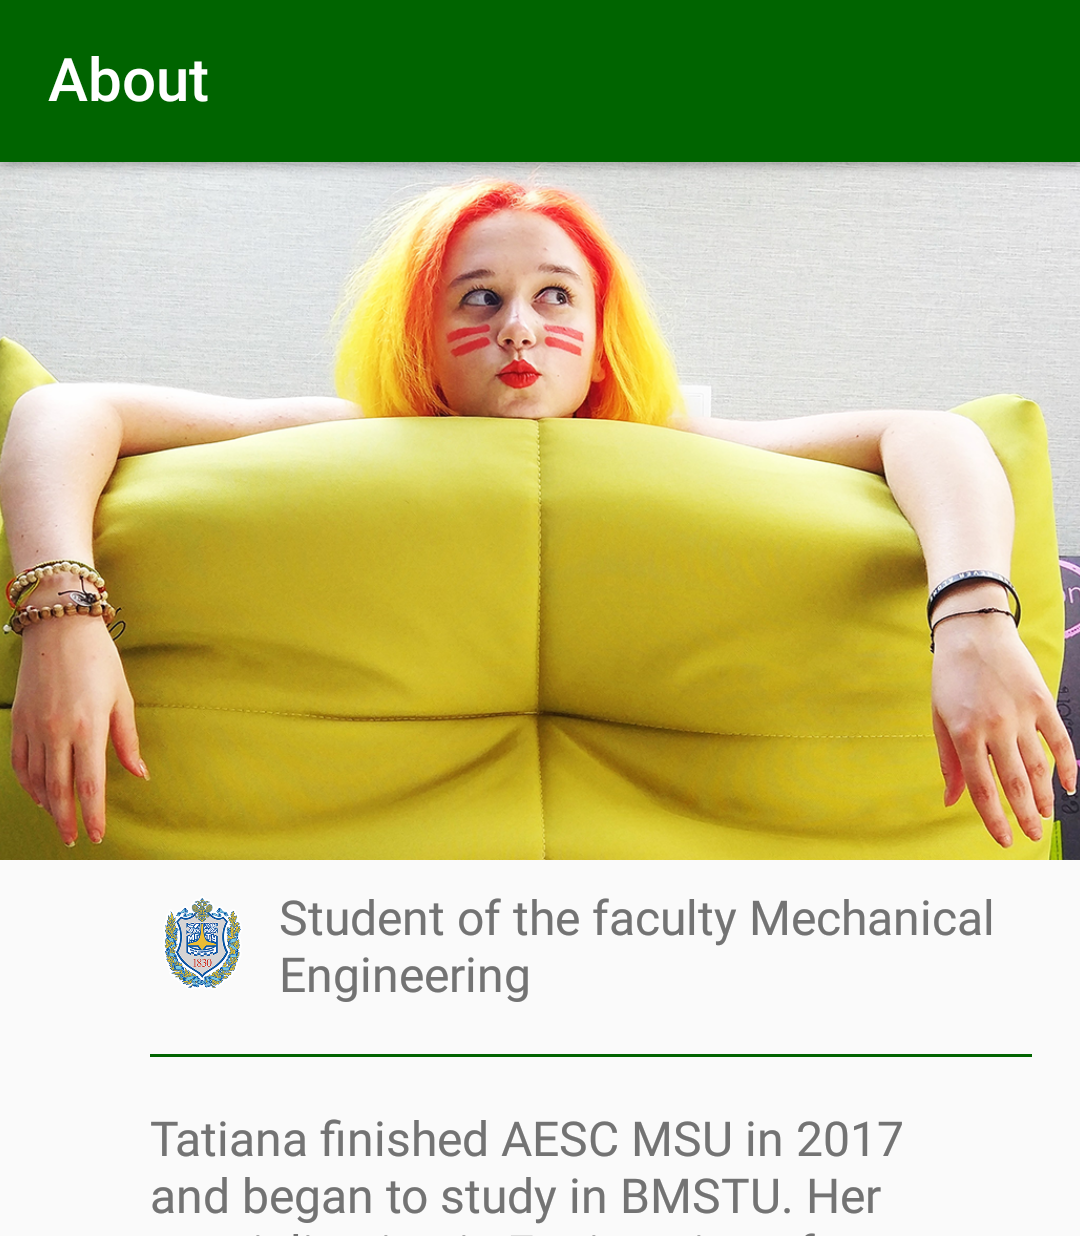 About
1830
Student of the faculty Mechanical
Engineering
Tatiana finished AESC MSU in 2017
and began to study in BMSTU. Her